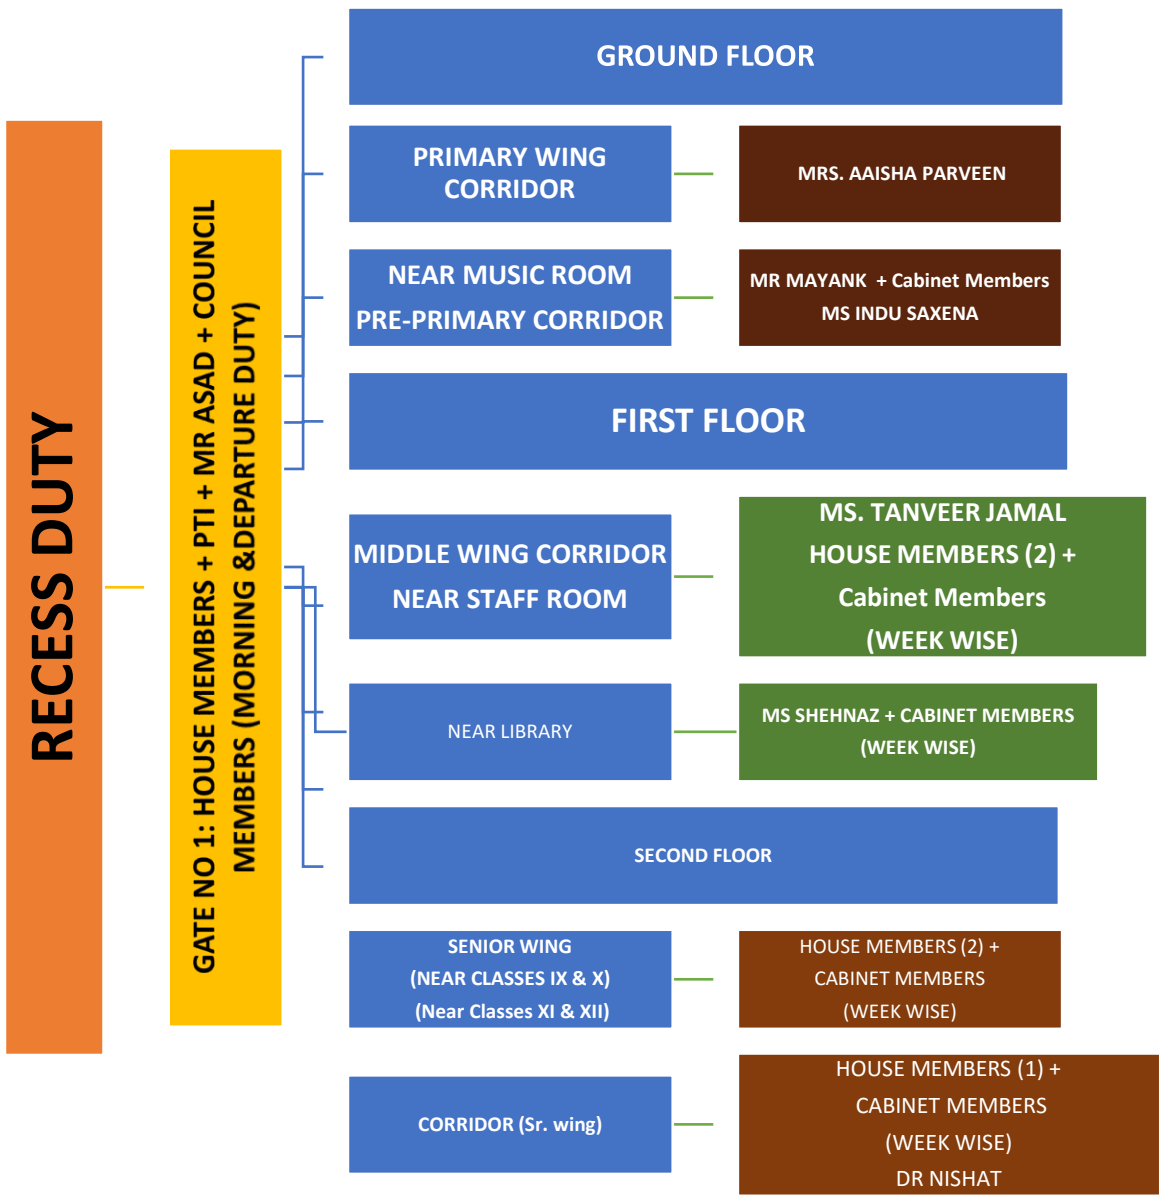 RECESS DUTY
GATE NO 1: HOUSE MEMBERS + PTI + MR ASAD + COUNCIL
MEMBERS (MORNING &DEPARTURE DUTY)
GROUND FLOOR
PRIMARY WING
CORRIDOR
MRS. AAISHA PARVEEN
NEAR MUSIC ROOM
PRE-PRIMARY CORRIDOR
MR MAYANK + Cabinet Members
MS INDU SAXENA
FIRST FLOOR
MIDDLE WING CORRIDOR
NEAR STAFF ROOM
MS. TANVEER JAMAL
HOUSE MEMBERS (2) +
Cabinet Members
(WEEK WISE)
NEAR LIBRARY
MS SHEHNAZ + CABINET MEMBERS
(WEEK WISE)
SECOND FLOOR
SENIOR WING
(NEAR CLASSES IX & X)
(Near Classes XI & XII)
HOUSE MEMBERS (2) +
CABINET MEMBERS
(WEEK WISE)
CORRIDOR (Sr. wing)
HOUSE MEMBERS (1) +
CABINET MEMBERS
(WEEK WISE)
DR NISHAT